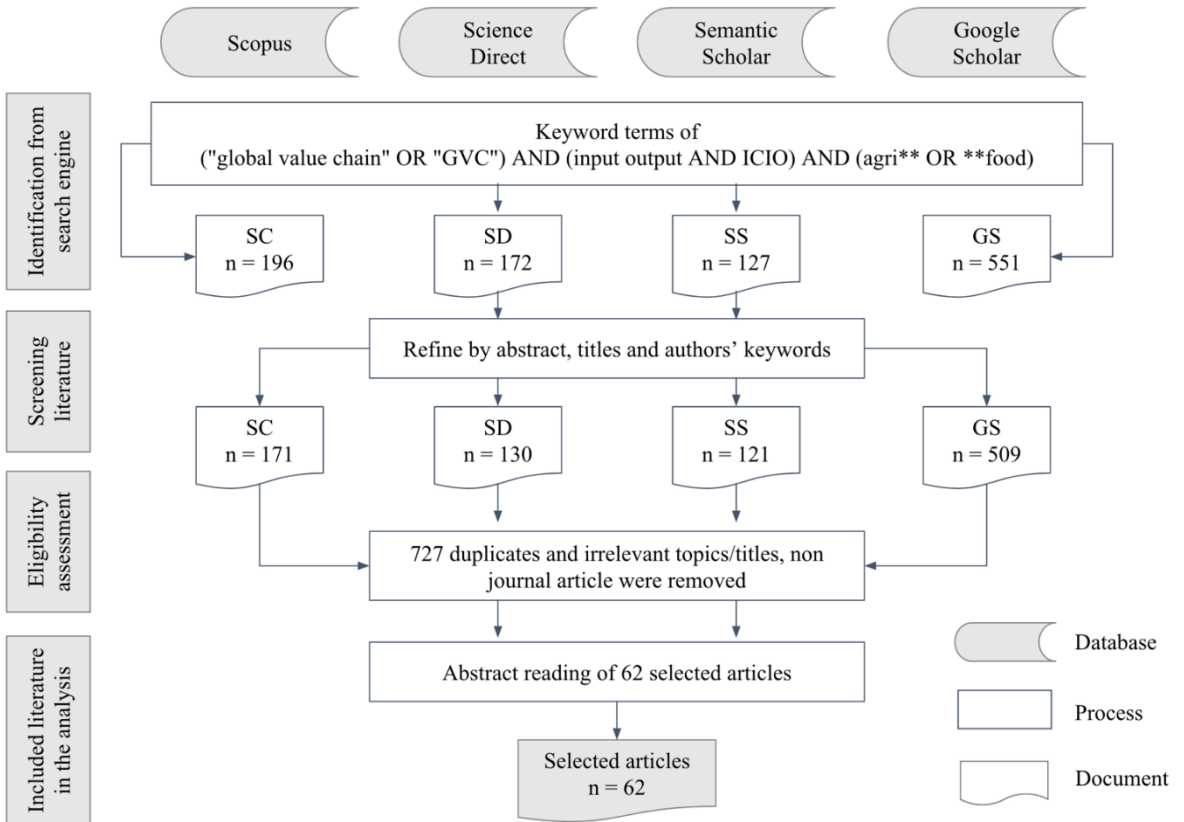 Scopus
Science
Direct
Semantic
Scholar
Google
Scholar
Identification from
search engine
Keyword terms of
("global value chain" OR "GVC") AND (input output AND ICIO) AND (agri** OR **food)
SC
n = 196
SD
n = 172
SS
n = 127
GS
n = 551
Screening
literature
Refine by abstract, titles and authors’ keywords
SC
n = 171
SD
n = 130
SS
n = 121
GS
n = 509
Eligibility
assessment
727 duplicates and irrelevant topics/titles, non
journal article were removed
Included literature
in the analysis
Abstract reading of 62 selected articles
Selected articles
n = 62
Database
Process
Document